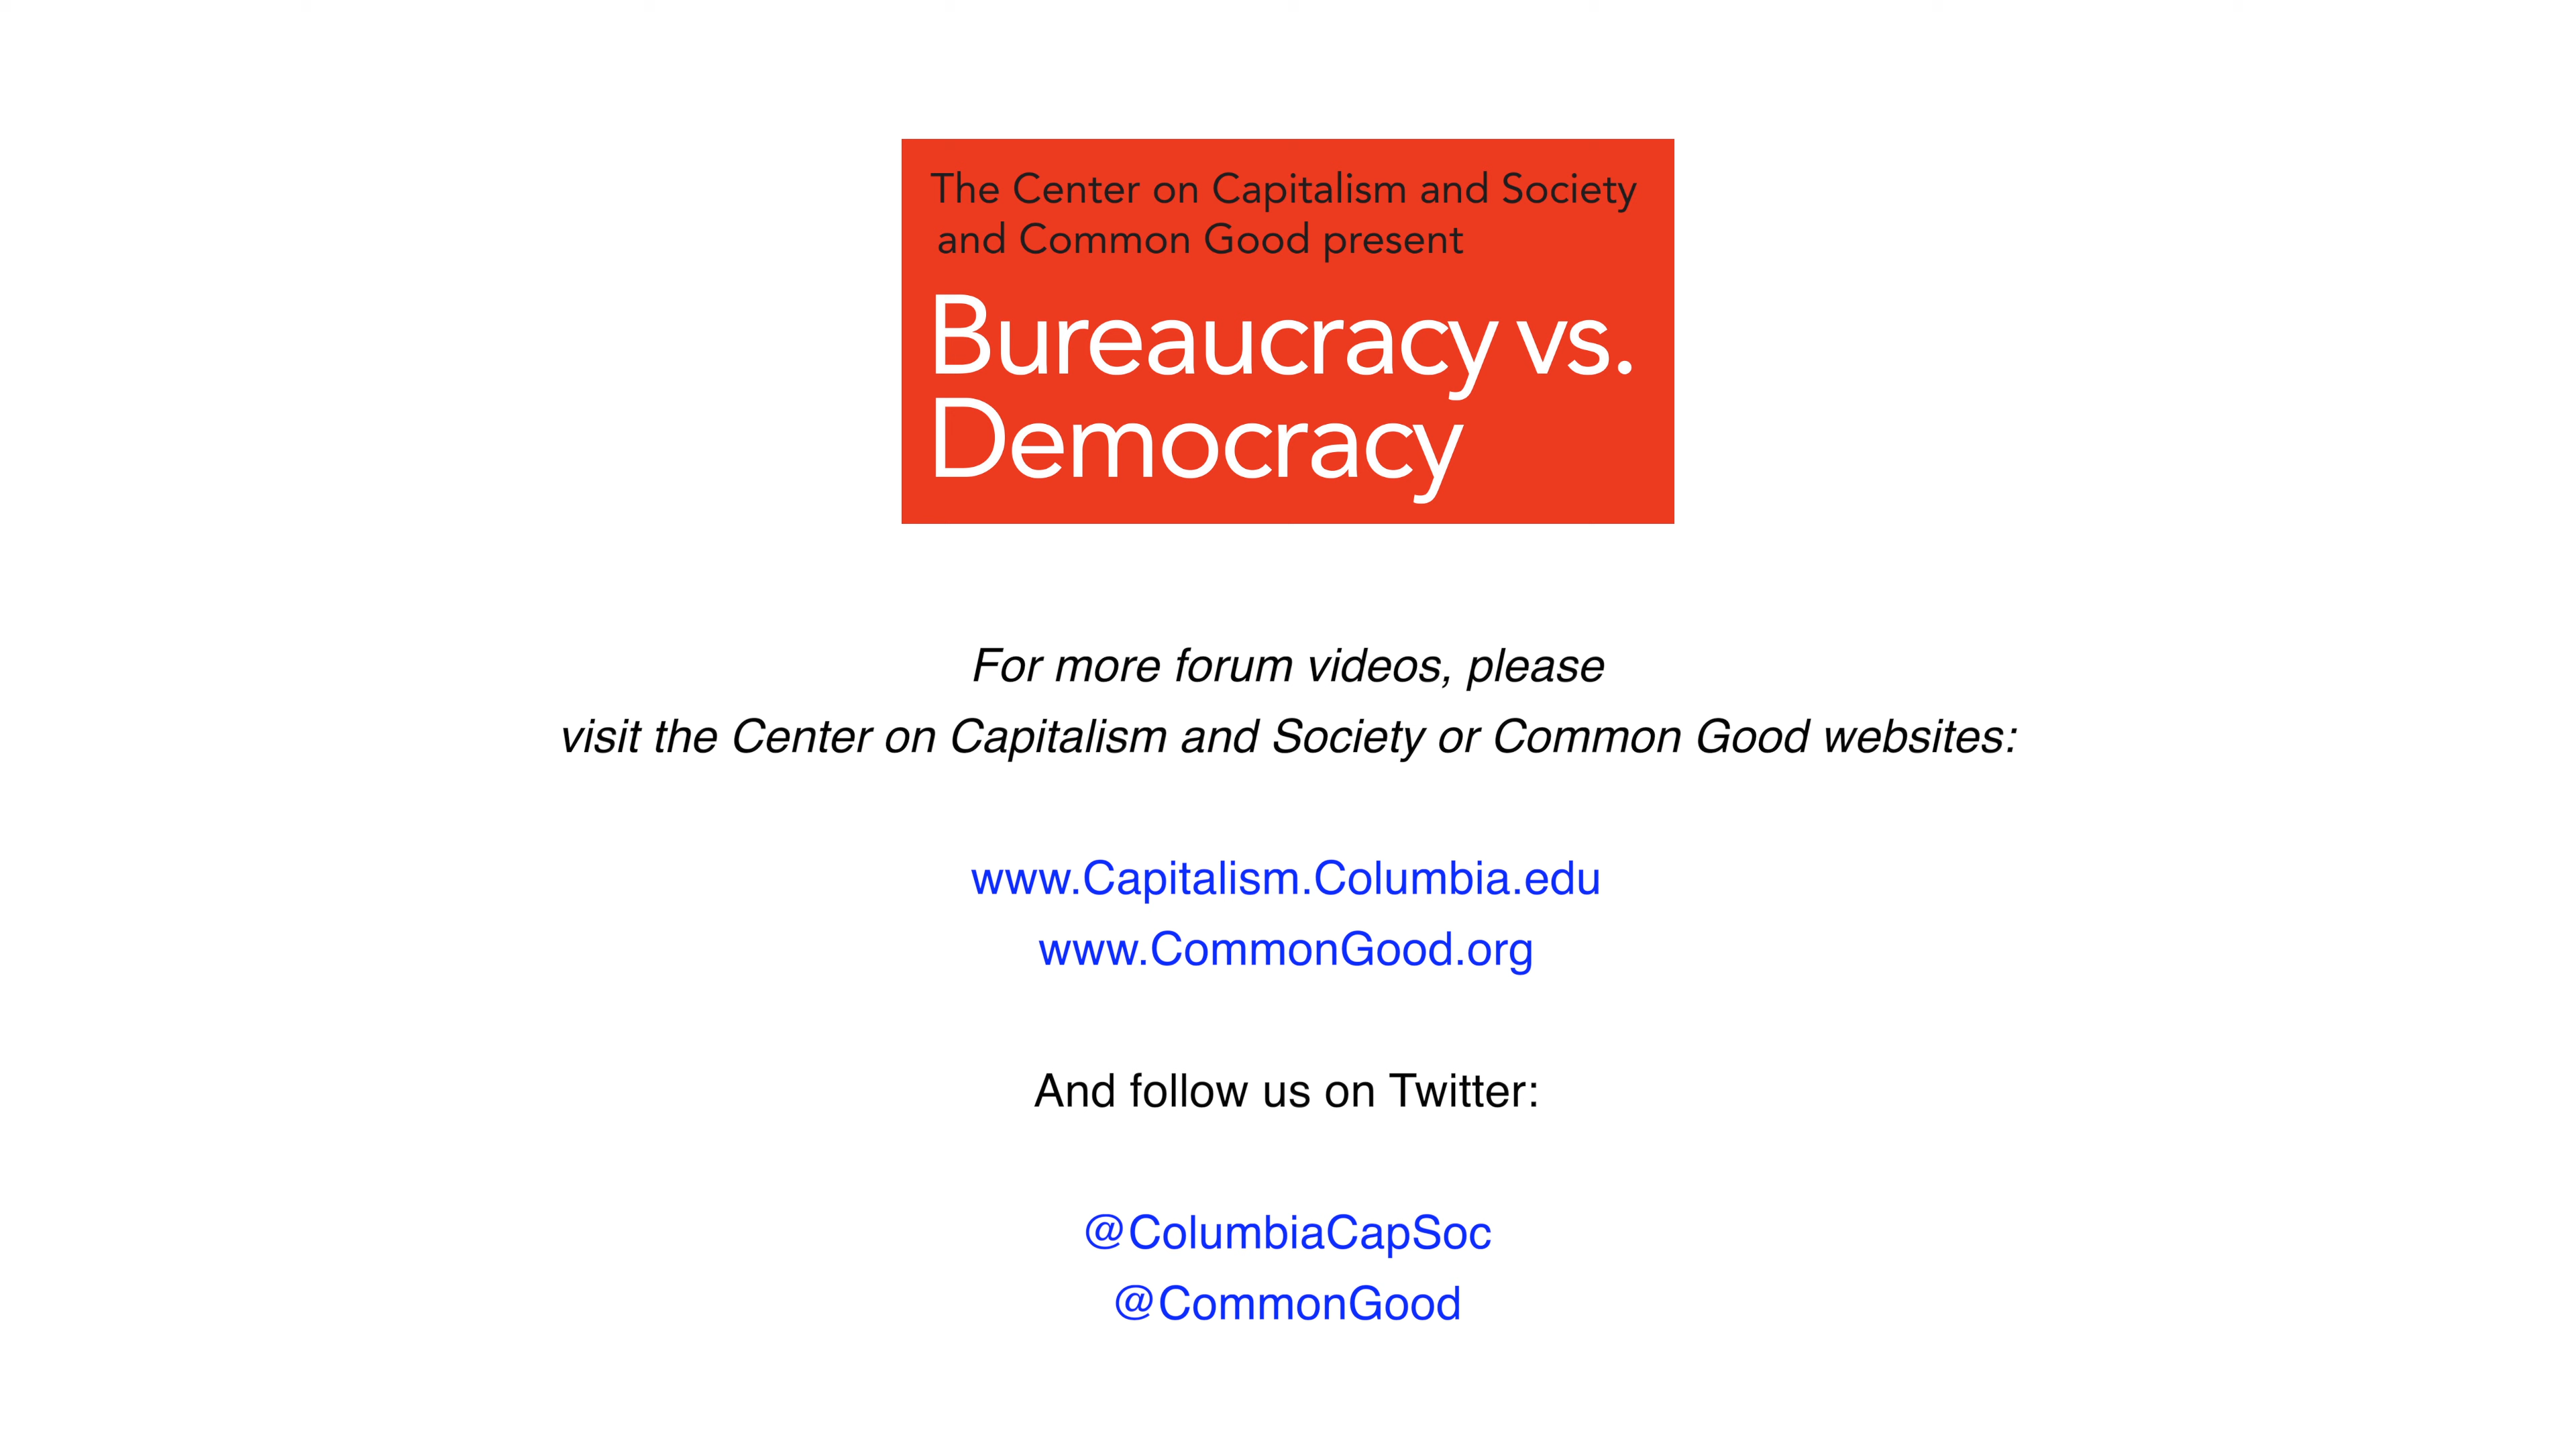 The Center on Capitalism and Society
and Common Good present
Bureaucracy vs.
Democracy
For more forum videos, please
visit the Center on Capitalism and Society or Common Good websites:
www.Capitalism.Columbia.edu
www.CommonGood.org
And follow us on Twitter:
@ColumbiaCapSoc
@CommonGood